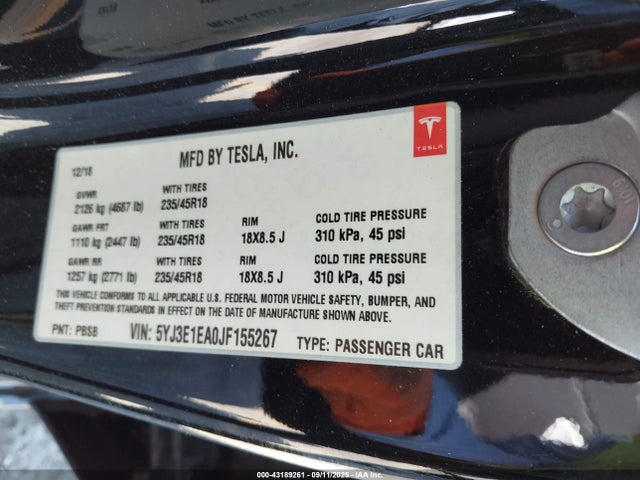 MFD BY TESLA, INC.
12/18
TESLA
GVWR WITH TIRES
2126 kg (4687 lb) 235/45R18
GAWR FRT WITH TIRES RIM COLD TIRE PRESSURE
1110 kg (2447 lb) 235/45R18 18X8.5 J 310 kPa, 45 psi
GAWR RR WITH TIRES RIM COLD TIRE PRESSURE
1257 kg (2771 lb) 235/45R18 18X8.5 J 310 kPa, 45 psi
THIS VEHICLE CONFORMS TO ALL APPLICABLE U.S. FEDERAL MOTOR VEHICLE SAFETY, BUMPER, AND
THEFT PREVENTION STANDARDS IN EFFECT ON THE DATE OF MANUFACTURE SHOWN ABOVE.
PNT: PBSB VIN: 5YJ3E1EA0JF155267 TYPE: PASSENGER CAR
000-43189261 - 09/11/2025 - IAAI.COM